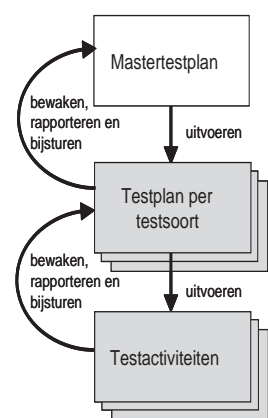 Mastertestplan
bewaken,
rapporteren en
bijsturen
uitvoeren
Testplan per
testsoort
bewaken,
rapporteren en
bijsturen
uitvoeren
Testactiviteiten